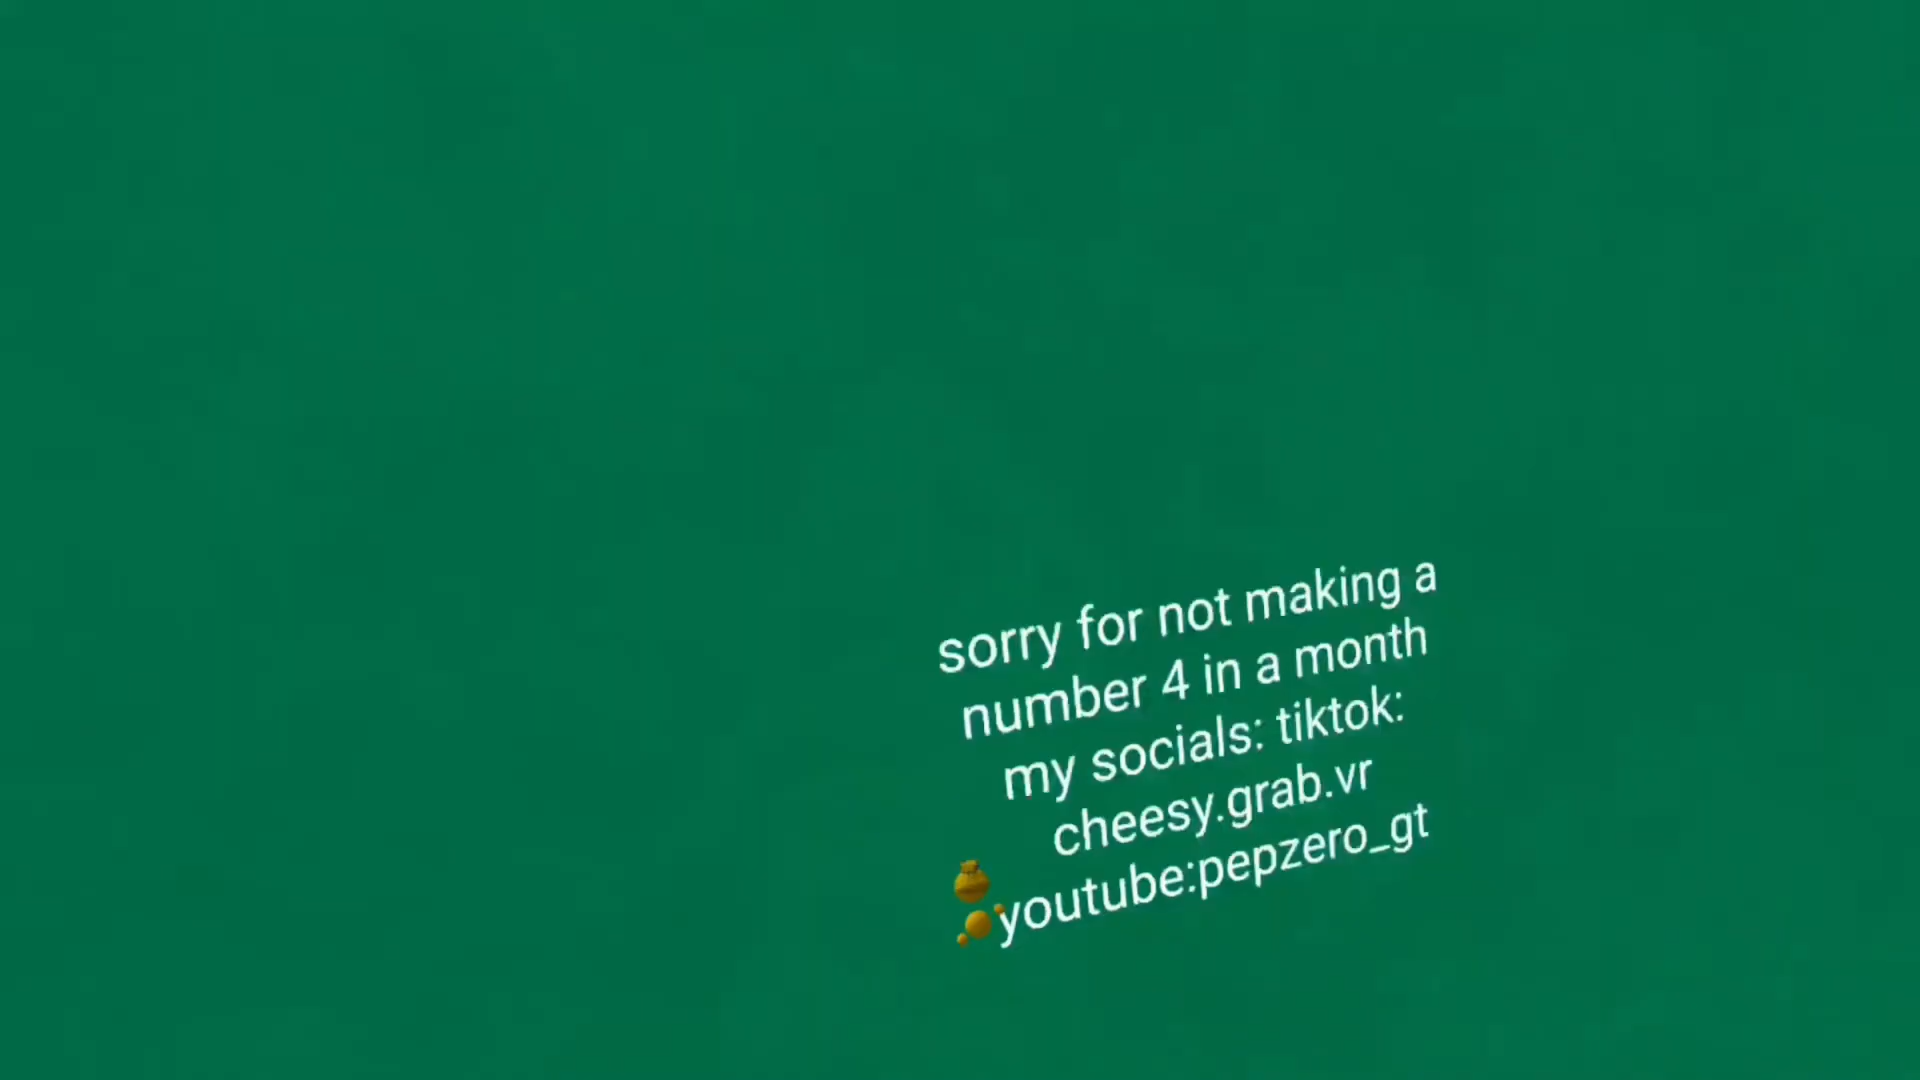 sorry for not making a
number 4 in a month
my socials: tiktok:
cheesy.grab.vr
youtube:pepzero_gt